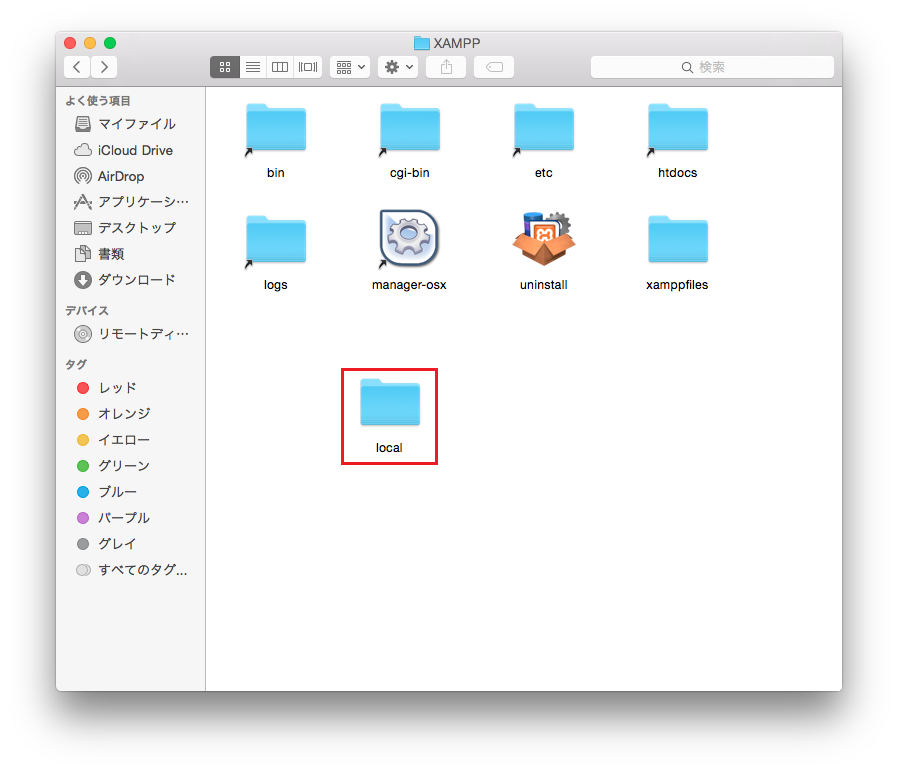 XAMPP
検索
よく使う項目
マイファイル
iCloud Drive
AirDrop
アプリケーシ…
デスクトップ
書類
ダウンロード
デバイス
リモートディ…
タグ
レッド
オレンジ
イエロー
グリーン
ブルー
パープル
グレイ
すべてのタグ...
bin
cgi-bin
etc
htdocs
logs
manager-osx
uninstall
xamppfiles
local